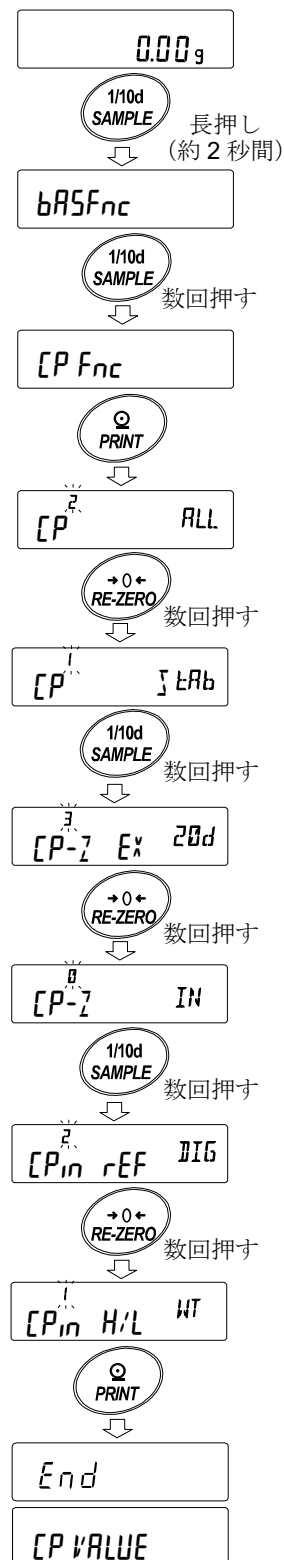 0.00 g
1/10d
SAMPLE
長押し
(約 2 秒間)
bASFnc
1/10d
SAMPLE
数回押す
CP Fnc
PRINT
2
CP ALL
→0←
RE-ZERO
数回押す
1
CP StAb
1/10d
SAMPLE
数回押す
3
CP-Z Ex 20d
→0←
RE-ZERO
数回押す
0
CP-Z IN
1/10d
SAMPLE
数回押す
2
CPin rEF DIG
→0←
RE-ZERO
数回押す
1
CPin H/L WT
PRINT
End
CP VALUE